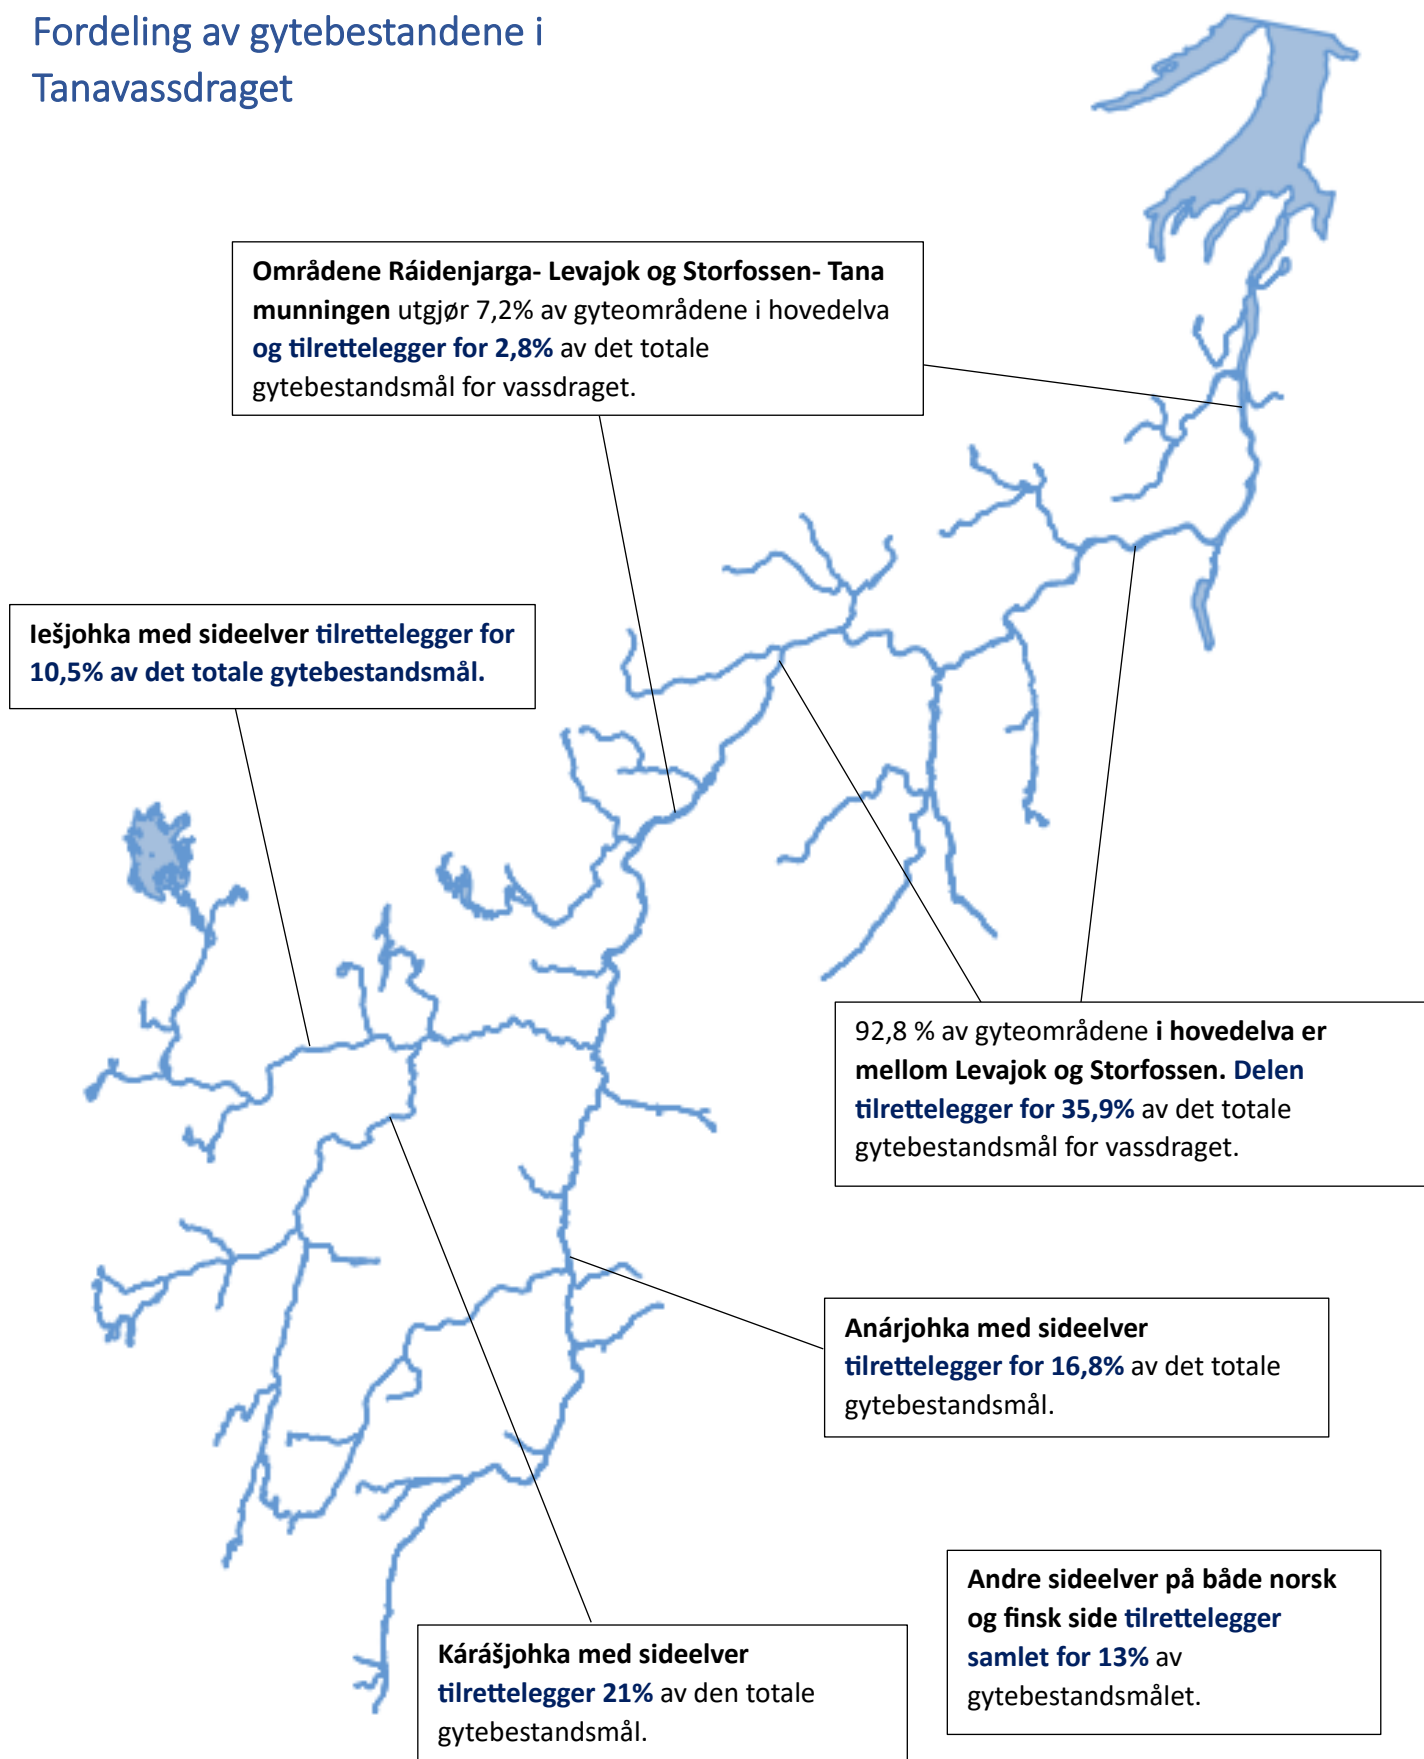 Fordeling av gytebestandene i
Tanavassdraget
Områdene Ráidenjarga- Levajok og Storfossen- Tana
munningen utgjør 7,2% av gyteområdene i hovedelva
og tilrettelegger for 2,8% av det totale
gytebestandsmål for vassdraget.
Iešjohka med sideelver tilrettelegger for
10,5% av det totale gytebestandsmål.
92,8 % av gyteområdene i hovedelva er
mellom Levajok og Storfossen. Delen
tilrettelegger for 35,9% av det totale
gytebestandsmål for vassdraget.
Anárjohka med sideelver
tilrettelegger for 16,8% av det totale
gytebestandsmål.
Andre sideelver på både norsk
og finsk side tilrettelegger
samlet for 13% av
gytebestandsmålet.
Kárášjohka med sideelver
tilrettelegger 21% av den totale
gytebestandsmål.